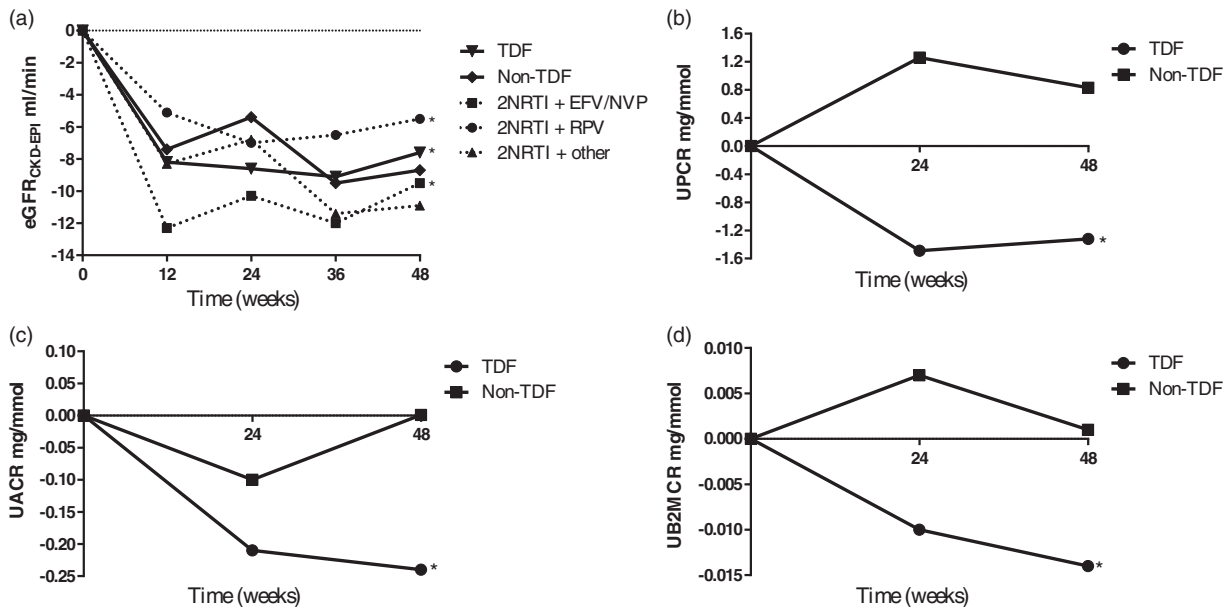 (a)
0
-2
-4
-6
-8
-10
-12
-14
eGFRCKD-EPI ml/min
0 12 24 36 48
Time (weeks)
TDF
Non-TDF
2NRTI + EFV/NVP
2NRTI + RPV
2NRTI + other
*
*
*
(b)
1.6
1.2
0.8
0.4
0.0
-0.4
-0.8
-1.2
-1.6
UPCR mg/mmol
24 48
*
Time (weeks)
TDF
Non-TDF
(c)
0.10
0.05
0.00
-0.05
-0.10
-0.15
-0.20
-0.25
UACR mg/mmol
24 48
*
Time (weeks)
TDF
Non-TDF
(d)
0.010
0.005
0.000
-0.005
-0.010
-0.015
UB2MCR mg/mmol
24 48
*
Time (weeks)
TDF
Non-TDF